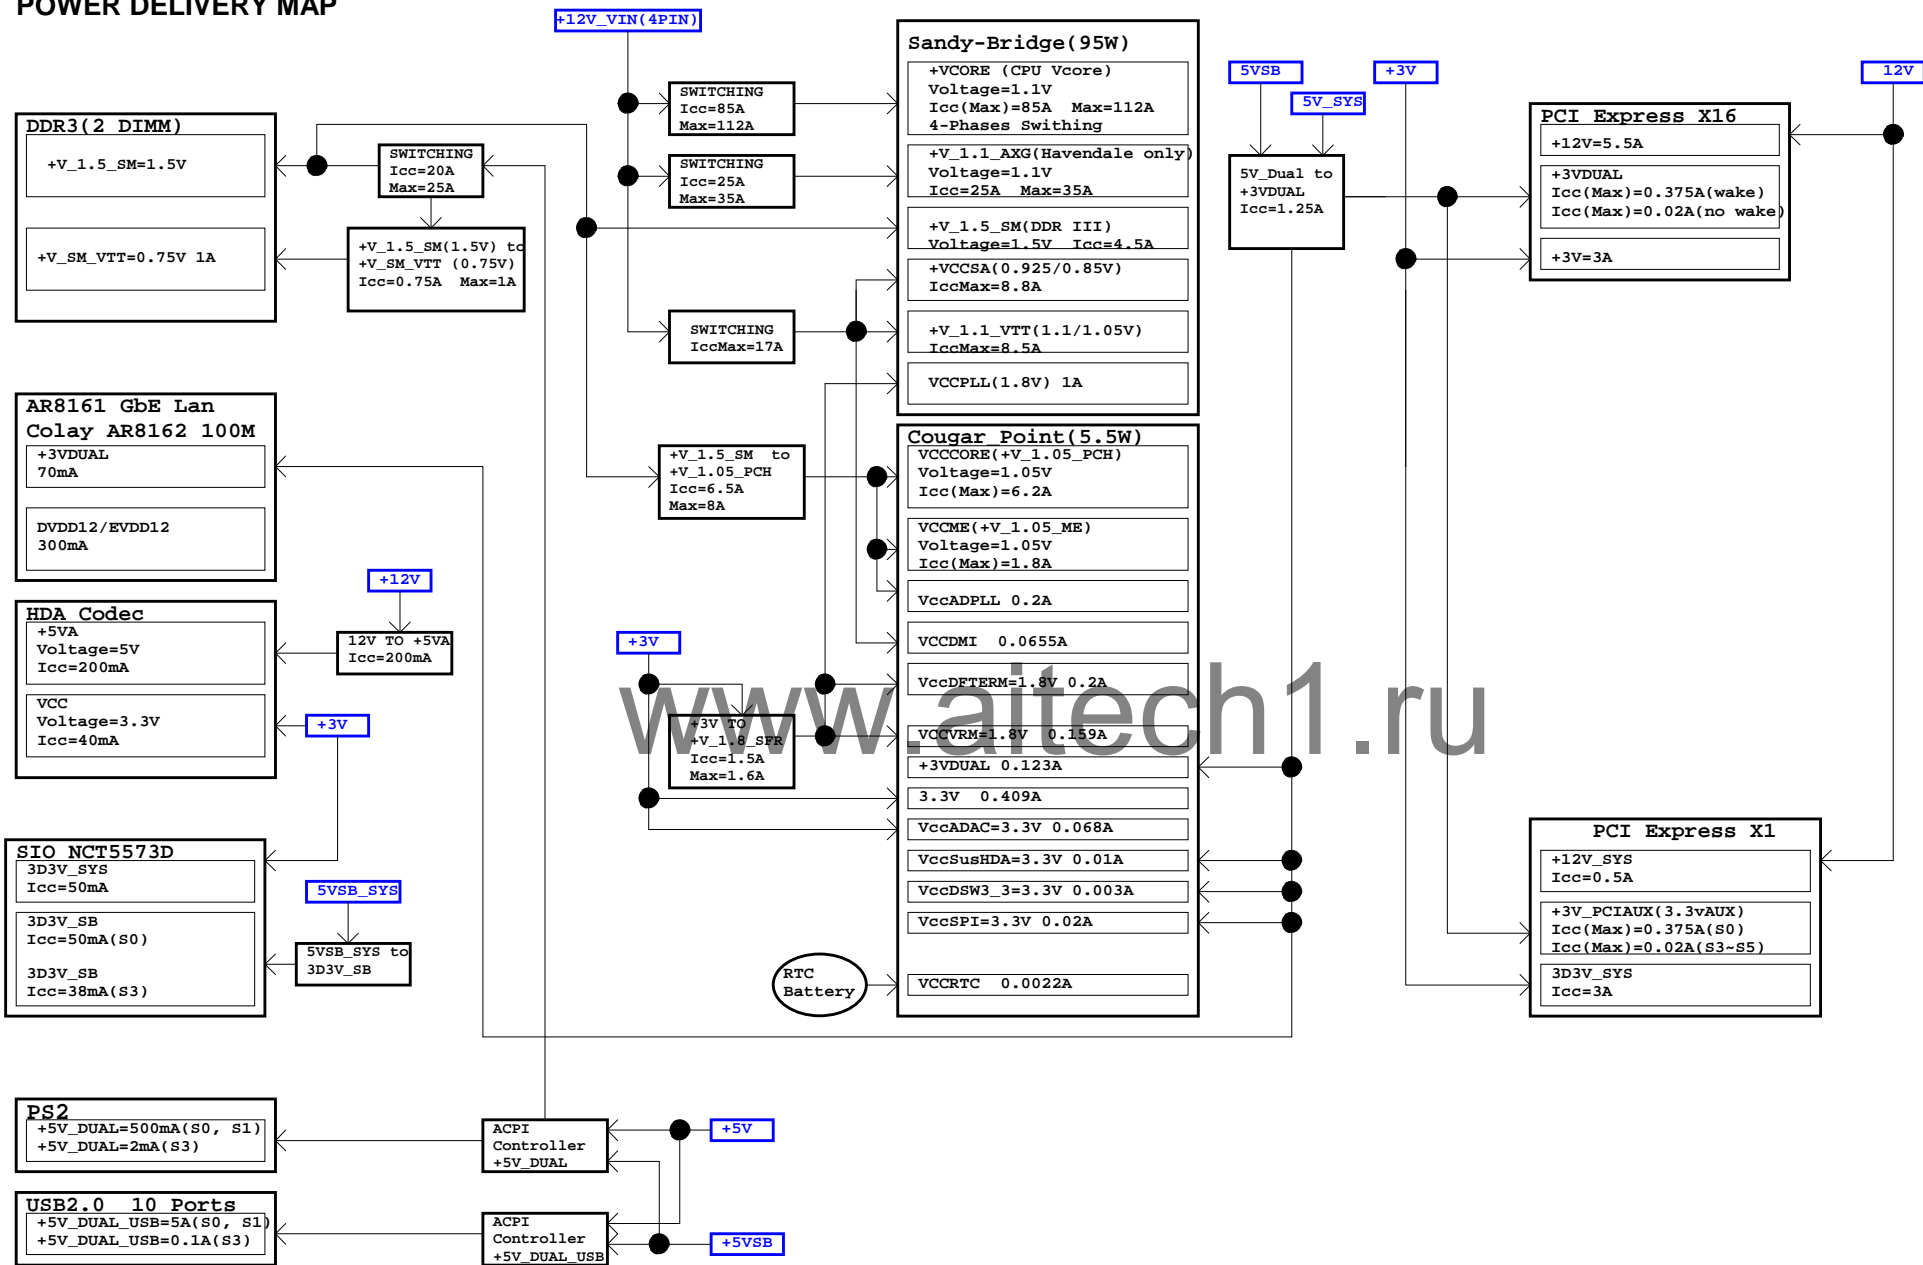 POWER DELIVERY MAP
+12V_VIN(4PIN)
DDR3(2 DIMM)
+V_1.5_SM=1.5V
+V_SM_VTT=0.75V 1A
SWITCHING
Icc=20A
Max=25A
+V_1.5_SM(1.5V) to
+V_SM_VTT (0.75V)
Icc=0.75A Max=1A
SWITCHING
Icc=85A
Max=112A
SWITCHING
Icc=25A
Max=35A
SWITCHING
IccMax=17A
Sandy-Bridge(95W)
+VCORE (CPU Vcore)
Voltage=1.1V
Icc(Max)=85A Max=112A
4-Phases Swithing
+V_1.1_AXG(Havendale only)
Voltage=1.1V
Icc=25A Max=35A
+V_1.5_SM(DDR III)
Voltage=1.5V Icc=4.5A
+VCCSA(0.925/0.85V)
IccMax=8.8A
+V_1.1_VTT(1.1/1.05V)
IccMax=8.5A
VCCPLL(1.8V) 1A
5VSB
5V_SYS
5V_Dual to
+3VDUAL
Icc=1.25A
+3V
12V
PCI Express X16
+12V=5.5A
+3VDUAL
Icc(Max)=0.375A(wake)
Icc(Max)=0.02A(no wake)
+3V=3A
AR8161 GbE Lan
Colay AR8162 100M
+3VDUAL
70mA
DVDD12/EVDD12
300mA
+V_1.5_SM to
+V_1.05_PCH
Icc=6.5A
Max=8A
Cougar_Point(5.5W)
VCCCORE(+V_1.05_PCH)
Voltage=1.05V
Icc(Max)=6.2A
VCCME(+V_1.05_ME)
Voltage=1.05V
Icc(Max)=1.8A
VccADPLL 0.2A
VCCDMI 0.0655A
VccDFTERM=1.8V 0.2A
VCCVRM=1.8V 0.159A
+3VDUAL 0.123A
3.3V 0.409A
VccADAC=3.3V 0.068A
VccSusHDA=3.3V 0.01A
VccDSW3_3=3.3V 0.003A
VccSPI=3.3V 0.02A
VCCRTC 0.0022A
+12V
12V TO +5VA
Icc=200mA
HDA Codec
+5VA
Voltage=5V
Icc=200mA
VCC
Voltage=3.3V
Icc=40mA
+3V
+3V
+3V TO
+V_1.8_SFR
Icc=1.5A
Max=1.6A
www.aitech1.ru
SIO NCT5573D
3D3V_SYS
Icc=50mA
3D3V_SB
Icc=50mA(S0)
3D3V_SB
Icc=38mA(S3)
5VSB_SYS
5VSB_SYS to
3D3V_SB
RTC
Battery
PCI Express X1
+12V_SYS
Icc=0.5A
+3V_PCIAUX(3.3vAUX)
Icc(Max)=0.375A(S0)
Icc(Max)=0.02A(S3~S5)
3D3V_SYS
Icc=3A
PS2
+5V_DUAL=500mA(S0, S1)
+5V_DUAL=2mA(S3)
ACPI
Controller
+5V_DUAL
+5V
USB2.0 10 Ports
+5V_DUAL_USB=5A(S0, S1)
+5V_DUAL_USB=0.1A(S3)
ACPI
Controller
+5V_DUAL_USB
+5VSB